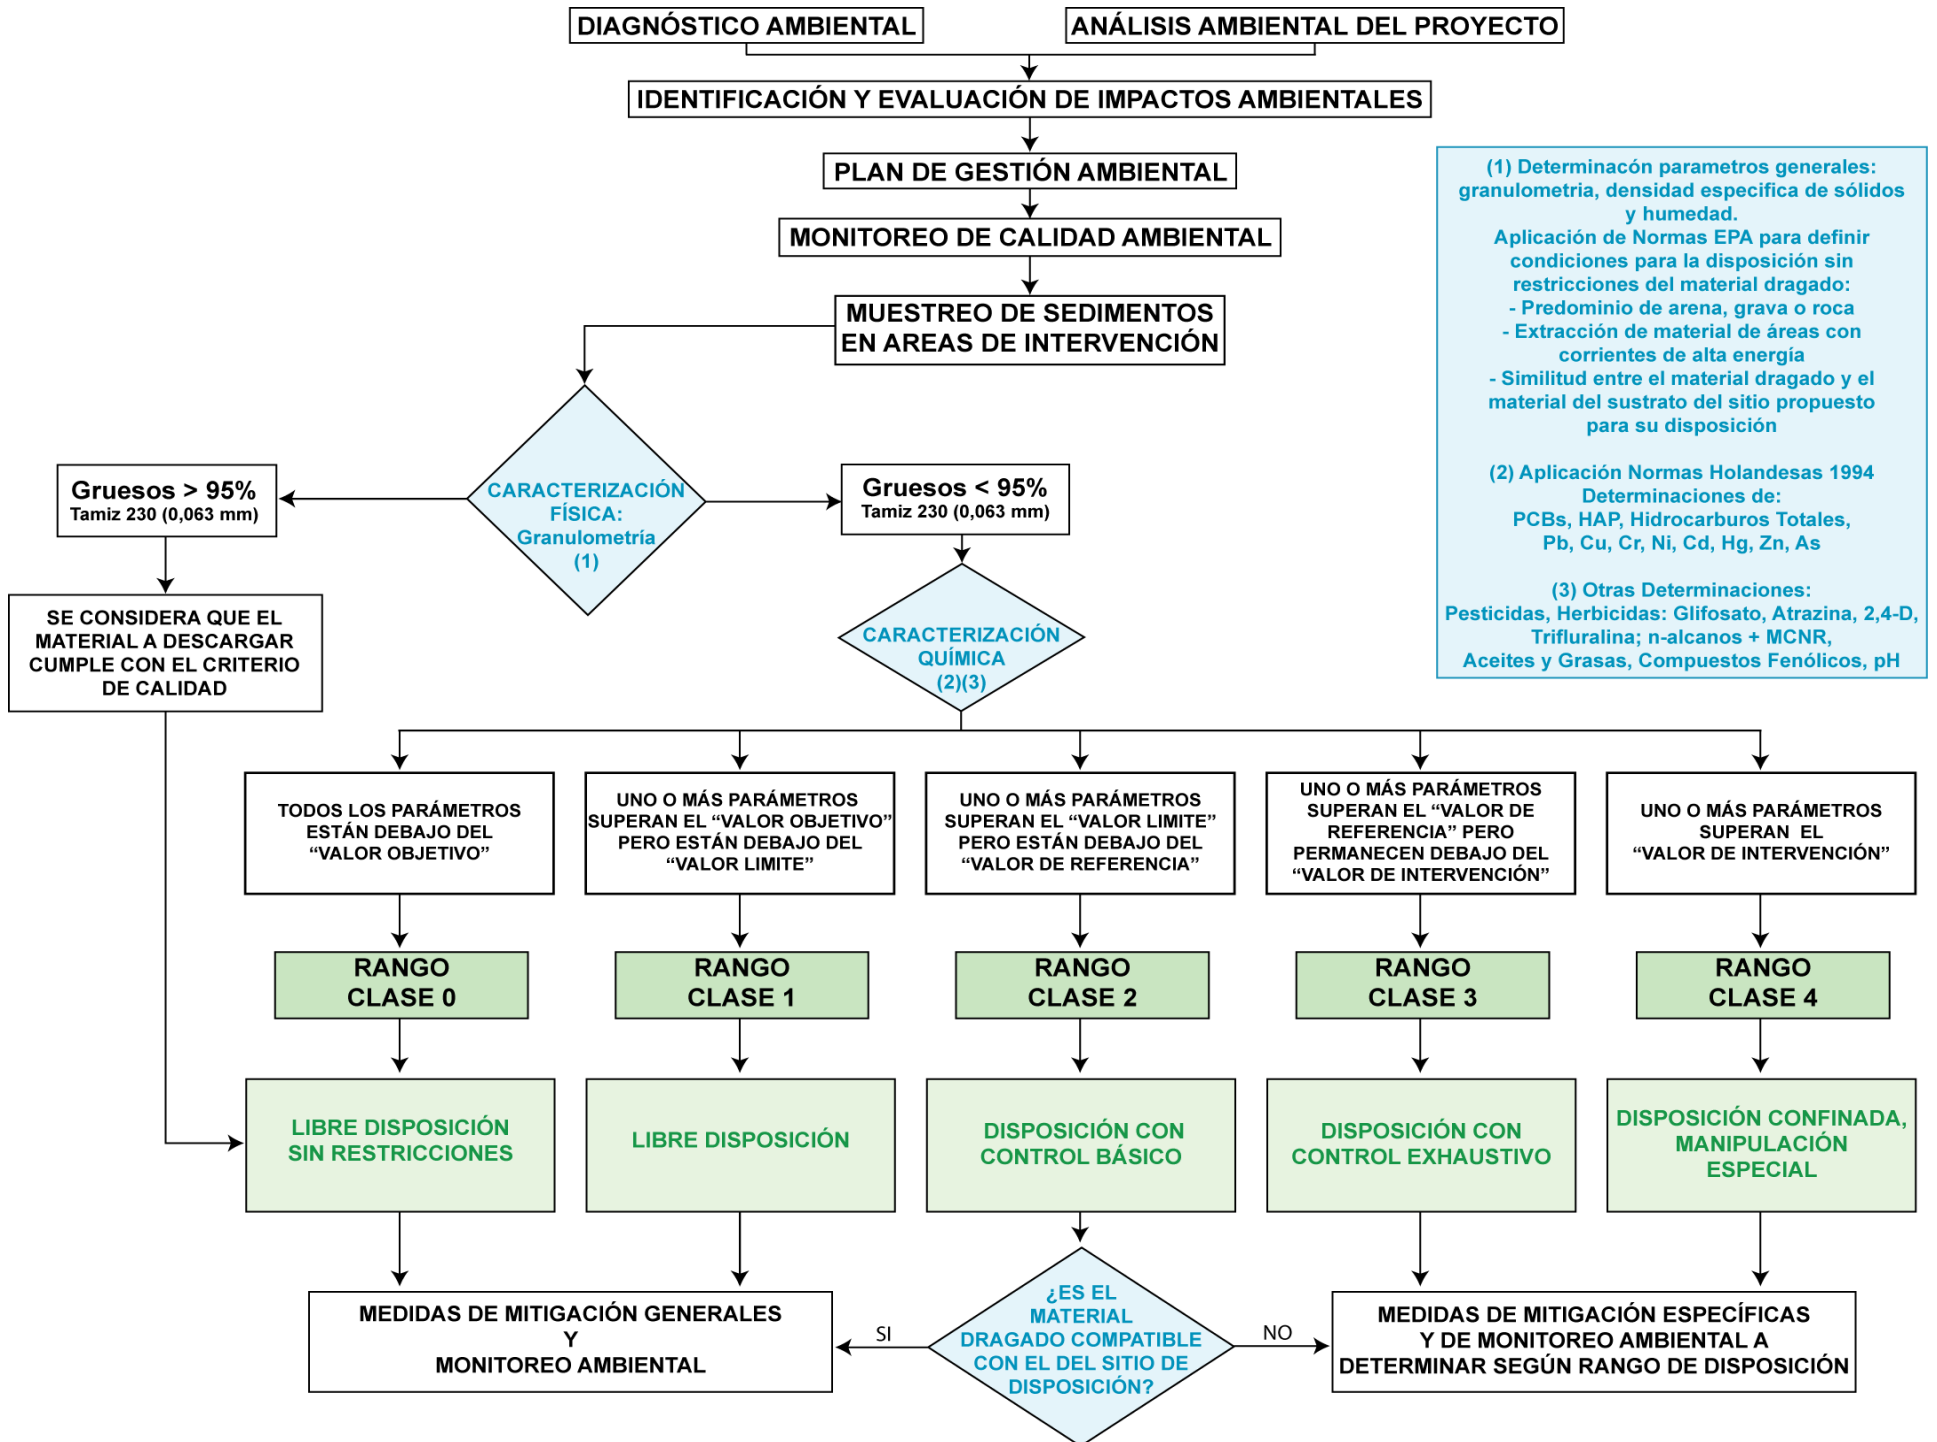 DIAGNÓSTICO AMBIENTAL
ANÁLISIS AMBIENTAL DEL PROYECTO
IDENTIFICACIÓN Y EVALUACIÓN DE IMPACTOS AMBIENTALES
PLAN DE GESTIÓN AMBIENTAL
MONITOREO DE CALIDAD AMBIENTAL
MUESTREO DE SEDIMENTOS
EN AREAS DE INTERVENCIÓN
(1) Determinacón parametros generales:
granulometria, densidad especifica de sólidos
y humedad.
Aplicación de Normas EPA para definir
condiciones para la disposición sin
restricciones del material dragado:
- Predominio de arena, grava o roca
- Extracción de material de áreas con
corrientes de alta energía
- Similitud entre el material dragado y el
material del sustrato del sitio propuesto
para su disposición
(2) Aplicación Normas Holandesas 1994
Determinaciones de:
PCBs, HAP, Hidrocarburos Totales,
Pb, Cu, Cr, Ni, Cd, Hg, Zn, As
(3) Otras Determinaciones:
Pesticidas, Herbicidas: Glifosato, Atrazina, 2,4-D,
Trifluralina; n-alcanos + MCNR,
Aceites y Grasas, Compuestos Fenólicos, pH
Gruesos > 95%
Tamiz 230 (0,063 mm)
CARACTERIZACIÓN
FÍSICA:
Granulometría
(1)
Gruesos < 95%
Tamiz 230 (0,063 mm)
SE CONSIDERA QUE EL
MATERIAL A DESCARGAR
CUMPLE CON EL CRITERIO
DE CALIDAD
CARACTERIZACIÓN
QUÍMICA
(2)(3)
TODOS LOS PARÁMETROS
ESTÁN DEBAJO DEL
“VALOR OBJETIVO”
UNO O MÁS PARÁMETROS
SUPERAN EL “VALOR OBJETIVO”
PERO ESTÁN DEBAJO DEL
“VALOR LIMITE”
UNO O MÁS PARÁMETROS
SUPERAN EL “VALOR LIMITE”
PERO ESTÁN DEBAJO DEL
“VALOR DE REFERENCIA”
UNO O MÁS PARÁMETROS
SUPERAN EL “VALOR DE
REFERENCIA” PERO
PERMANECEN DEBAJO DEL
“VALOR DE INTERVENCIÓN”
UNO O MÁS PARÁMETROS
SUPERAN EL
“VALOR DE INTERVENCIÓN”
RANGO
CLASE 0
RANGO
CLASE 1
RANGO
CLASE 2
RANGO
CLASE 3
RANGO
CLASE 4
LIBRE DISPOSICIÓN
SIN RESTRICCIONES
LIBRE DISPOSICIÓN
DISPOSICIÓN CON
CONTROL BÁSICO
DISPOSICIÓN CON
CONTROL EXHAUSTIVO
DISPOSICIÓN CONFINADA,
MANIPULACIÓN
ESPECIAL
MEDIDAS DE MITIGACIÓN GENERALES
Y
MONITOREO AMBIENTAL
SI
¿ES EL
MATERIAL
DRAGADO COMPATIBLE
CON EL DEL SITIO DE
DISPOSICIÓN?
NO
MEDIDAS DE MITIGACIÓN ESPECÍFICAS
Y DE MONITOREO AMBIENTAL A
DETERMINAR SEGÚN RANGO DE DISPOSICIÓN